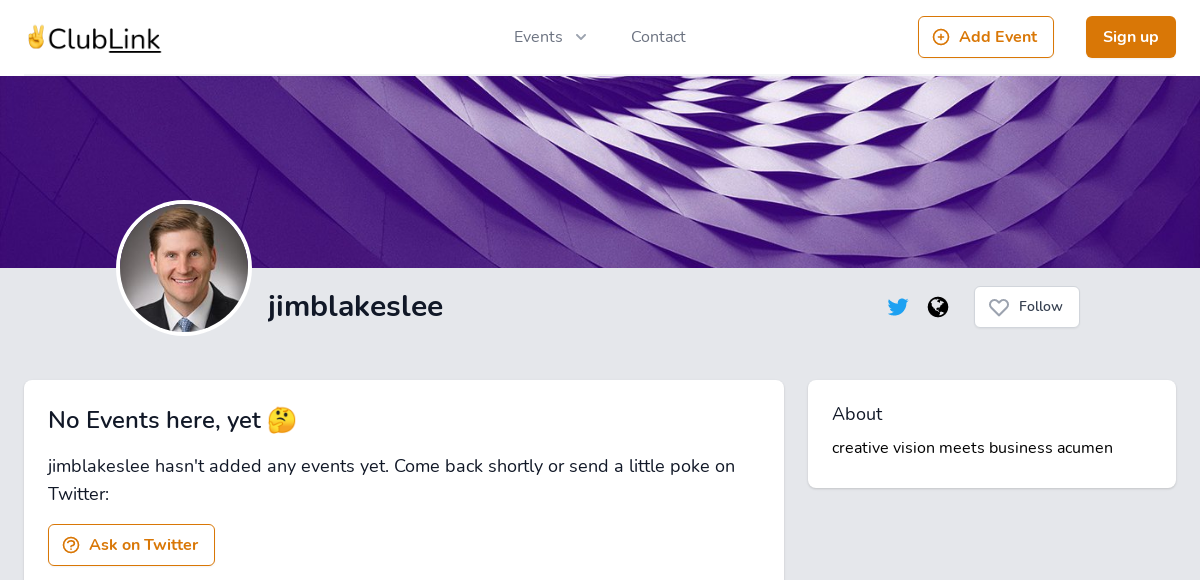 ✌️ClubLink
Events
Contact
Add Event
Sign up
jimblakeslee
Follow
No Events here, yet 🤔
jimblakeslee hasn't added any events yet. Come back shortly or send a little poke on
Twitter:
Ask on Twitter
About
creative vision meets business acumen